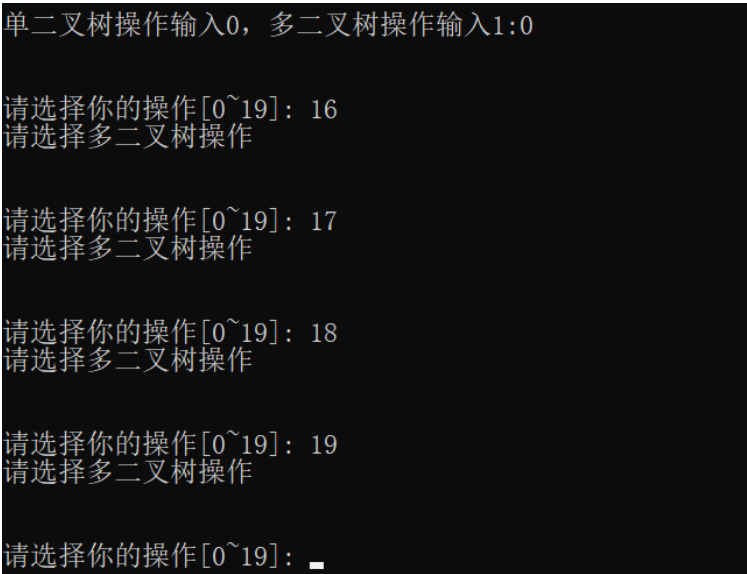 单二叉树操作输入0，多二叉树操作输入1:0
请选择你的操作[0~19]: 16
请选择多二叉树操作
请选择你的操作[0~19]: 17
请选择多二叉树操作
请选择你的操作[0~19]: 18
请选择多二叉树操作
请选择你的操作[0~19]: 19
请选择多二叉树操作
请选择你的操作[0~19]: